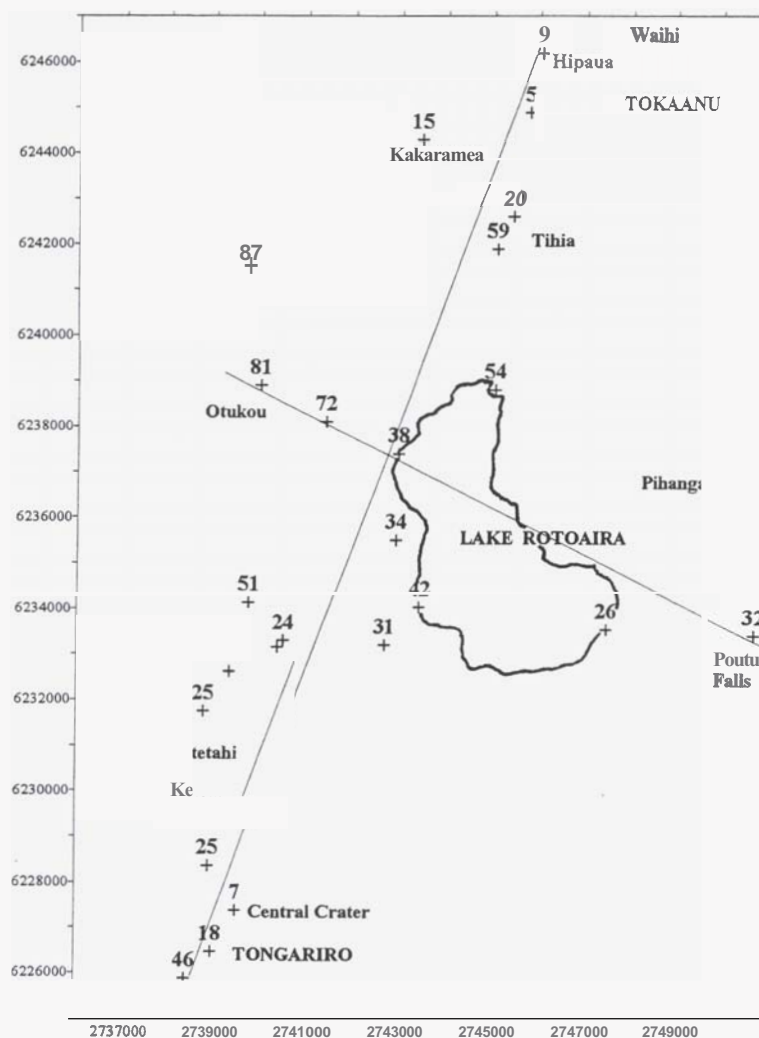 9
Waihi
6246000
Hipaua
5
TOKAANU
15
6244000
Kakaramea
20
59
Tihia
6242000
87
6240000
81
54
Otukou
72
6238000
38
Pihanga
6236000
34
LAKE ROTOAIRA
51
42
6234000
24
31
26
32
Poutu
Falls
25
6232000
tetahi
6230000
Ke
25
6228000
7
Central Crater
18
TONGARIRO
46
6226000
2737000 2739000 2741000 2743000 2745000 2747000 2749000